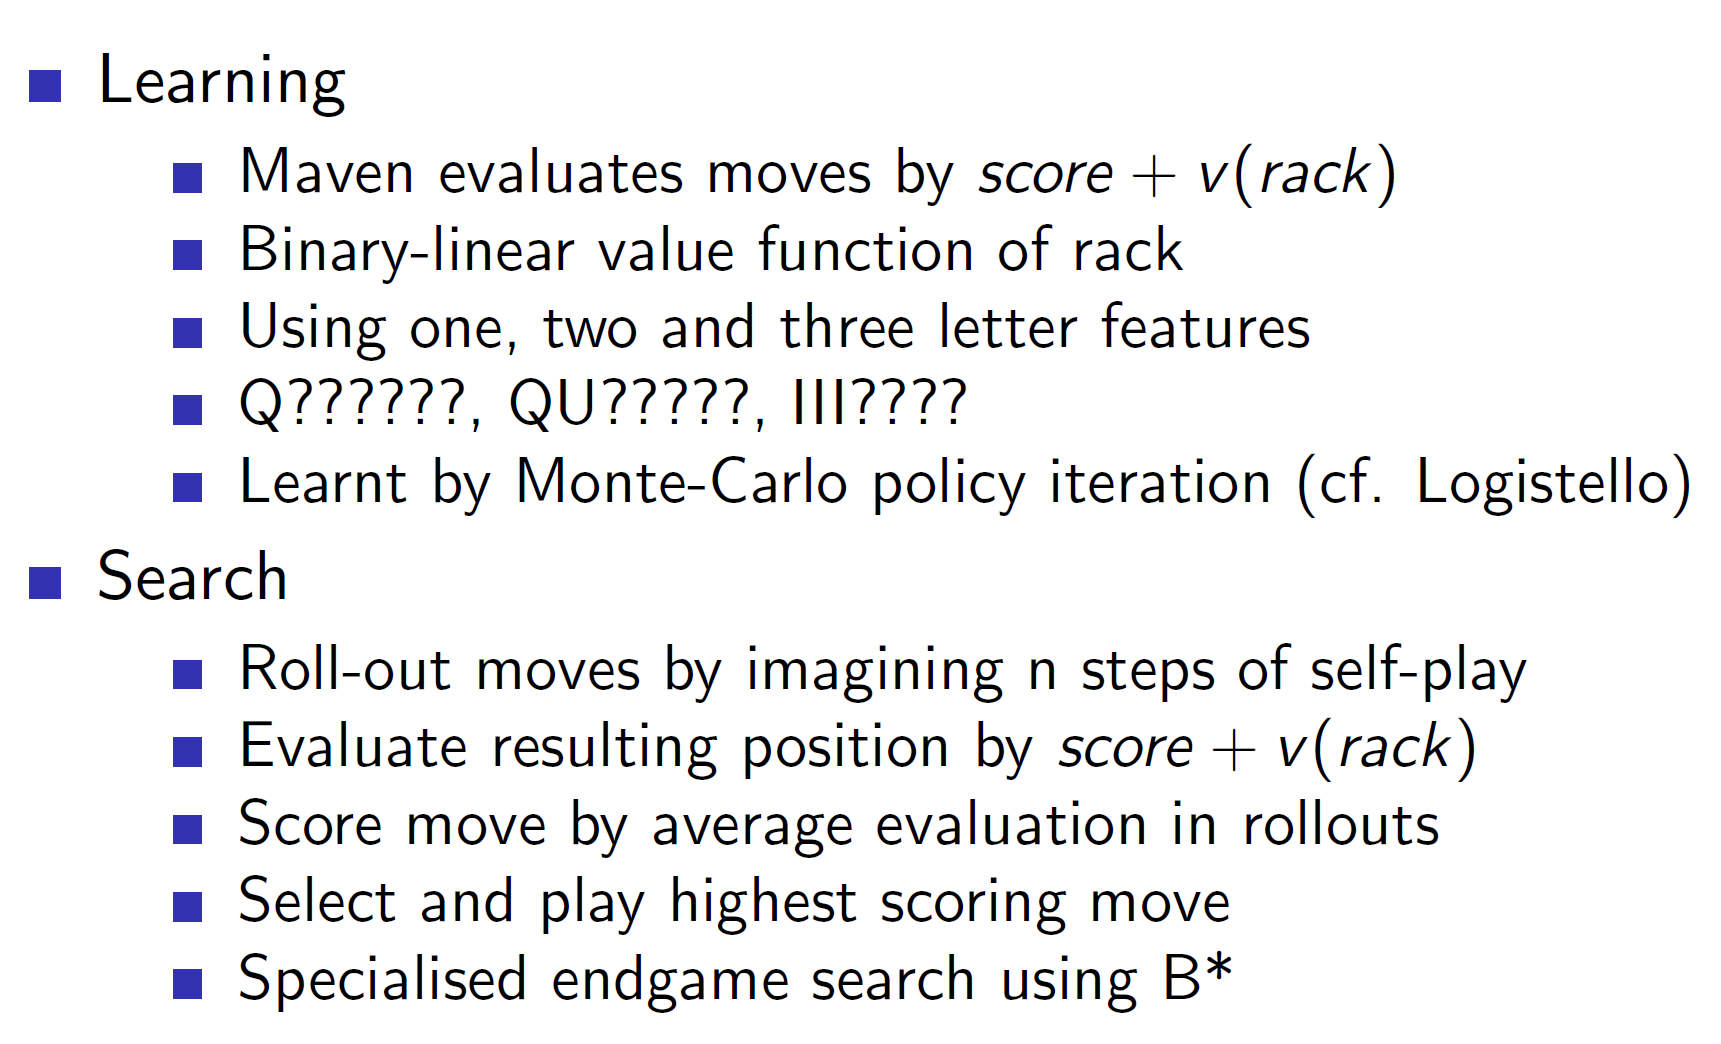 Learning
Maven evaluates moves by score + v(rack)
Binary-linear value function of rack
Using one, two and three letter features
Q??????, QU?????, III????
Learnt by Monte-Carlo policy iteration (cf. Logistello)
Search
Roll-out moves by imagining n steps of self-play
Evaluate resulting position by score + v(rack)
Score move by average evaluation in rollouts
Select and play highest scoring move
Specialised endgame search using B*